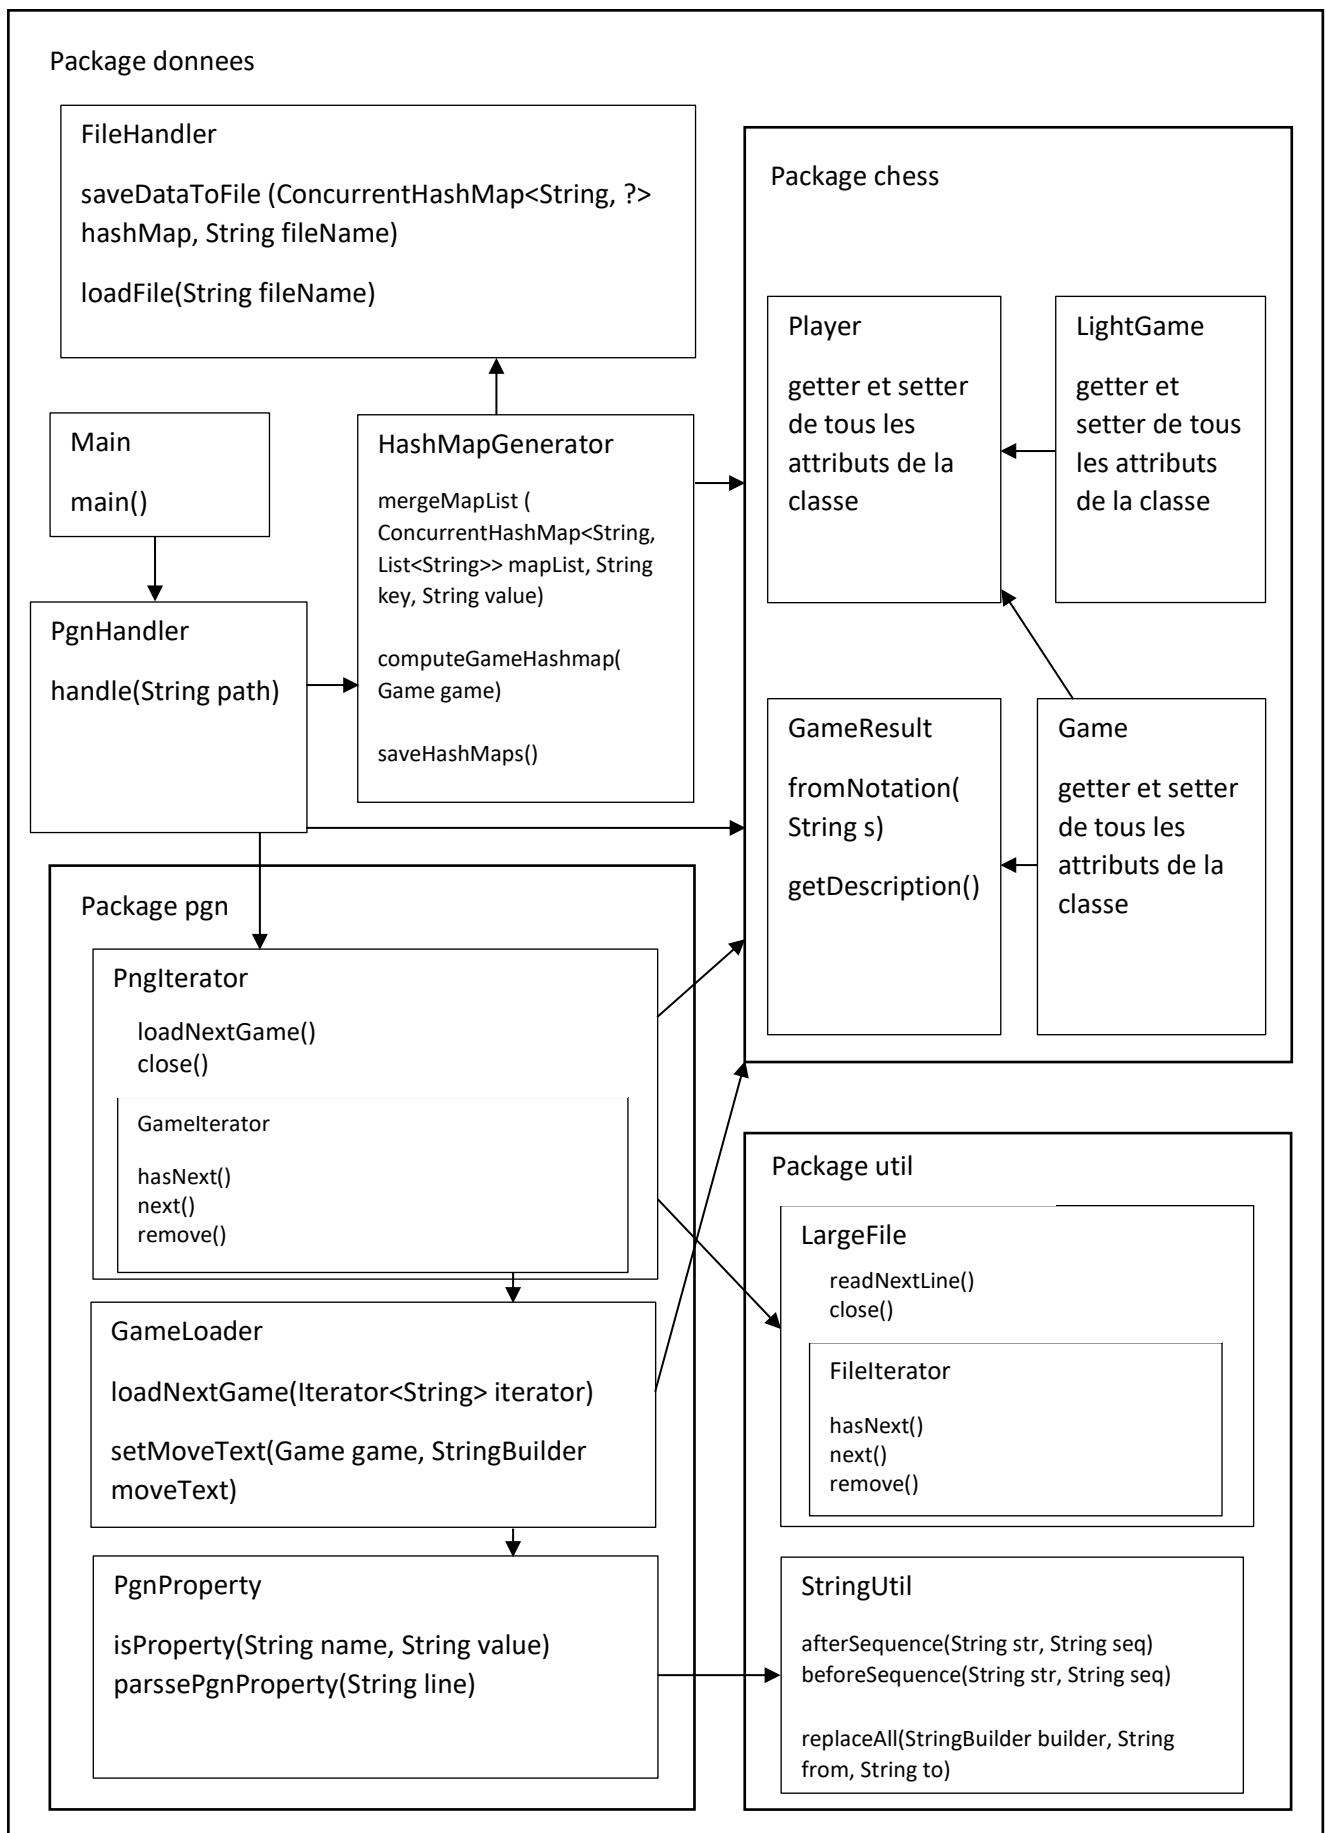 Package donnees
FileHandler
saveDataToFile (ConcurrentHashMap<String, ?>
hashMap, String fileName)
loadFile(String fileName)
Main
main()
HashMapGenerator
mergeMapList (
ConcurrentHashMap<String,
List<String>> mapList, String
key, String value)
computeGameHashmap(
Game game)
saveHashMaps()
PgnHandler
handle(String path)
Package chess
Player
getter et setter
de tous les
attributs de la
classe
LightGame
getter et
setter de tous
les attributs
de la classe
GameResult
fromNotation(
String s)
getDescription()
Game
getter et setter
de tous les
attributs de la
classe
Package pgn
PngIterator
loadNextGame()
close()
GameIterator
hasNext()
next()
remove()
GameLoader
loadNextGame(Iterator<String> iterator)
setMoveText(Game game, StringBuilder
moveText)
PgnProperty
isProperty(String name, String value)
parssePgnProperty(String line)
Package util
LargeFile
readNextLine()
close()
FileIterator
hasNext()
next()
remove()
StringUtil
afterSequence(String str, String seq)
beforeSequence(String str, String seq)
replaceAll(StringBuilder builder, String
from, String to)